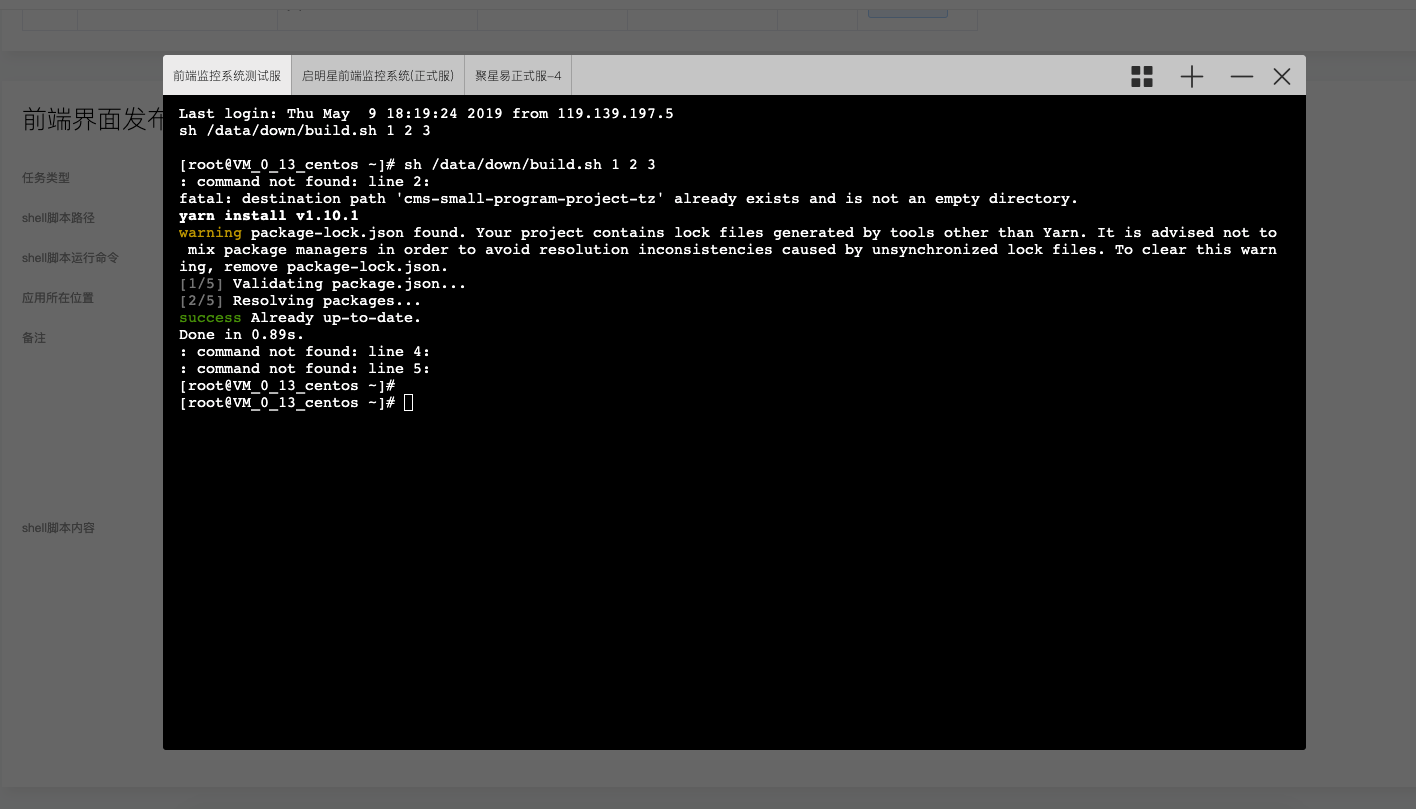 前端监控系统测试服
启明星前端监控系统(正式服)
聚星易正式服-4
前端界面发布
任务类型
shell脚本路径
shell脚本运行命令
应用所在位置
备注
shell脚本内容
Last login: Thu May  9 18:19:24 2019 from 119.139.197.5
sh /data/down/build.sh 1 2 3
[root@VM_0_13_centos ~]# sh /data/down/build.sh 1 2 3
: command not found: line 2:
fatal: destination path 'cms-small-program-project-tz' already exists and is not an empty directory.
yarn install v1.10.1
warning package-lock.json found. Your project contains lock files generated by tools other than Yarn. It is advised not to
 mix package managers in order to avoid resolution inconsistencies caused by unsynchronized lock files. To clear this warn
ing, remove package-lock.json.
[1/5] Validating package.json...
[2/5] Resolving packages...
success Already up-to-date.
Done in 0.89s.
: command not found: line 4:
: command not found: line 5:
[root@VM_0_13_centos ~]#
[root@VM_0_13_centos ~]#